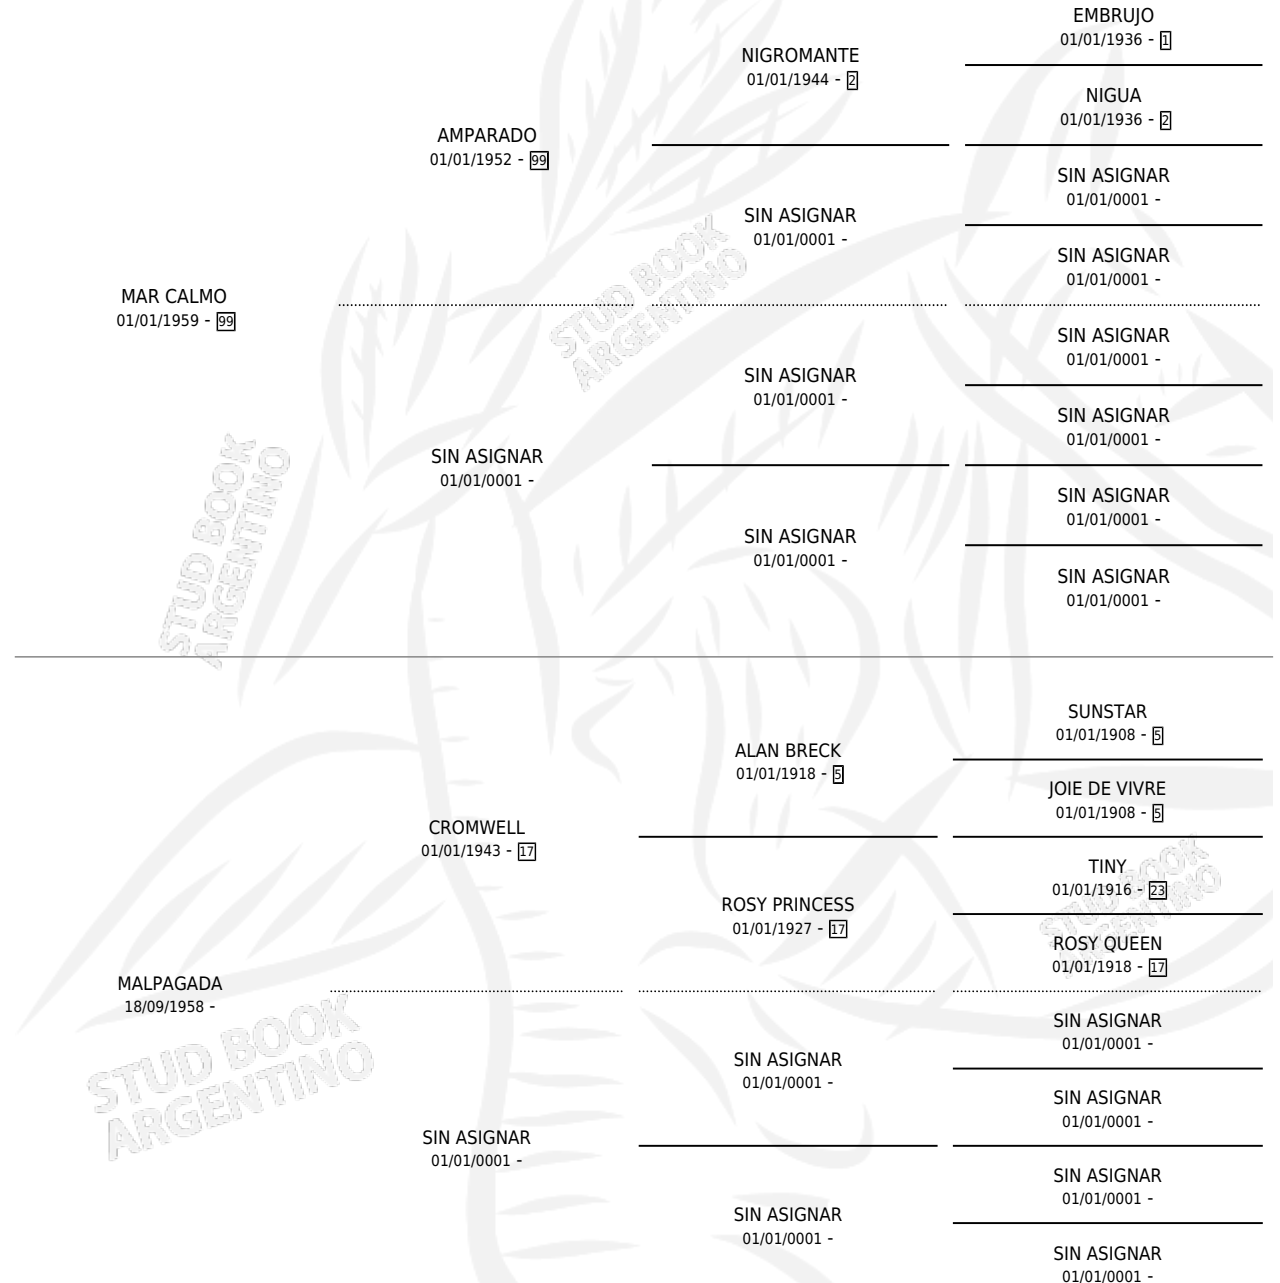 EMBRUJO
01/01/1936 - 1
NIGROMANTE
01/01/1944 - 2
NIGUA
01/01/1936 - 2
AMPARADO
01/01/1952 - 99
SIN ASIGNAR
01/01/0001 -
SIN ASIGNAR
01/01/0001 -
SIN ASIGNAR
01/01/0001 -
MAR CALMO
01/01/1959 - 99
SIN ASIGNAR
01/01/0001 -
SIN ASIGNAR
01/01/0001 -
SIN ASIGNAR
01/01/0001 -
SIN ASIGNAR
01/01/0001 -
SIN ASIGNAR
01/01/0001 -
SIN ASIGNAR
01/01/0001 -
SIN ASIGNAR
01/01/0001 -
STUD BOOK
ARGENTINO
STUD BOOK
ARGENTINO
SUNSTAR
01/01/1908 - 5
ALAN BRECK
01/01/1918 - 5
JOIE DE VIVRE
01/01/1908 - 5
CROMWELL
01/01/1943 - 17
TINY
01/01/1916 - 23
ROSY PRINCESS
01/01/1927 - 17
ROSY QUEEN
01/01/1918 - 17
STUD BOOK
ARGENTINO
MALPAGADA
18/09/1958 -
SIN ASIGNAR
01/01/0001 -
SIN ASIGNAR
01/01/0001 -
SIN ASIGNAR
01/01/0001 -
SIN ASIGNAR
01/01/0001 -
SIN ASIGNAR
01/01/0001 -
SIN ASIGNAR
01/01/0001 -
SIN ASIGNAR
01/01/0001 -
STUD BOOK
ARGENTINO